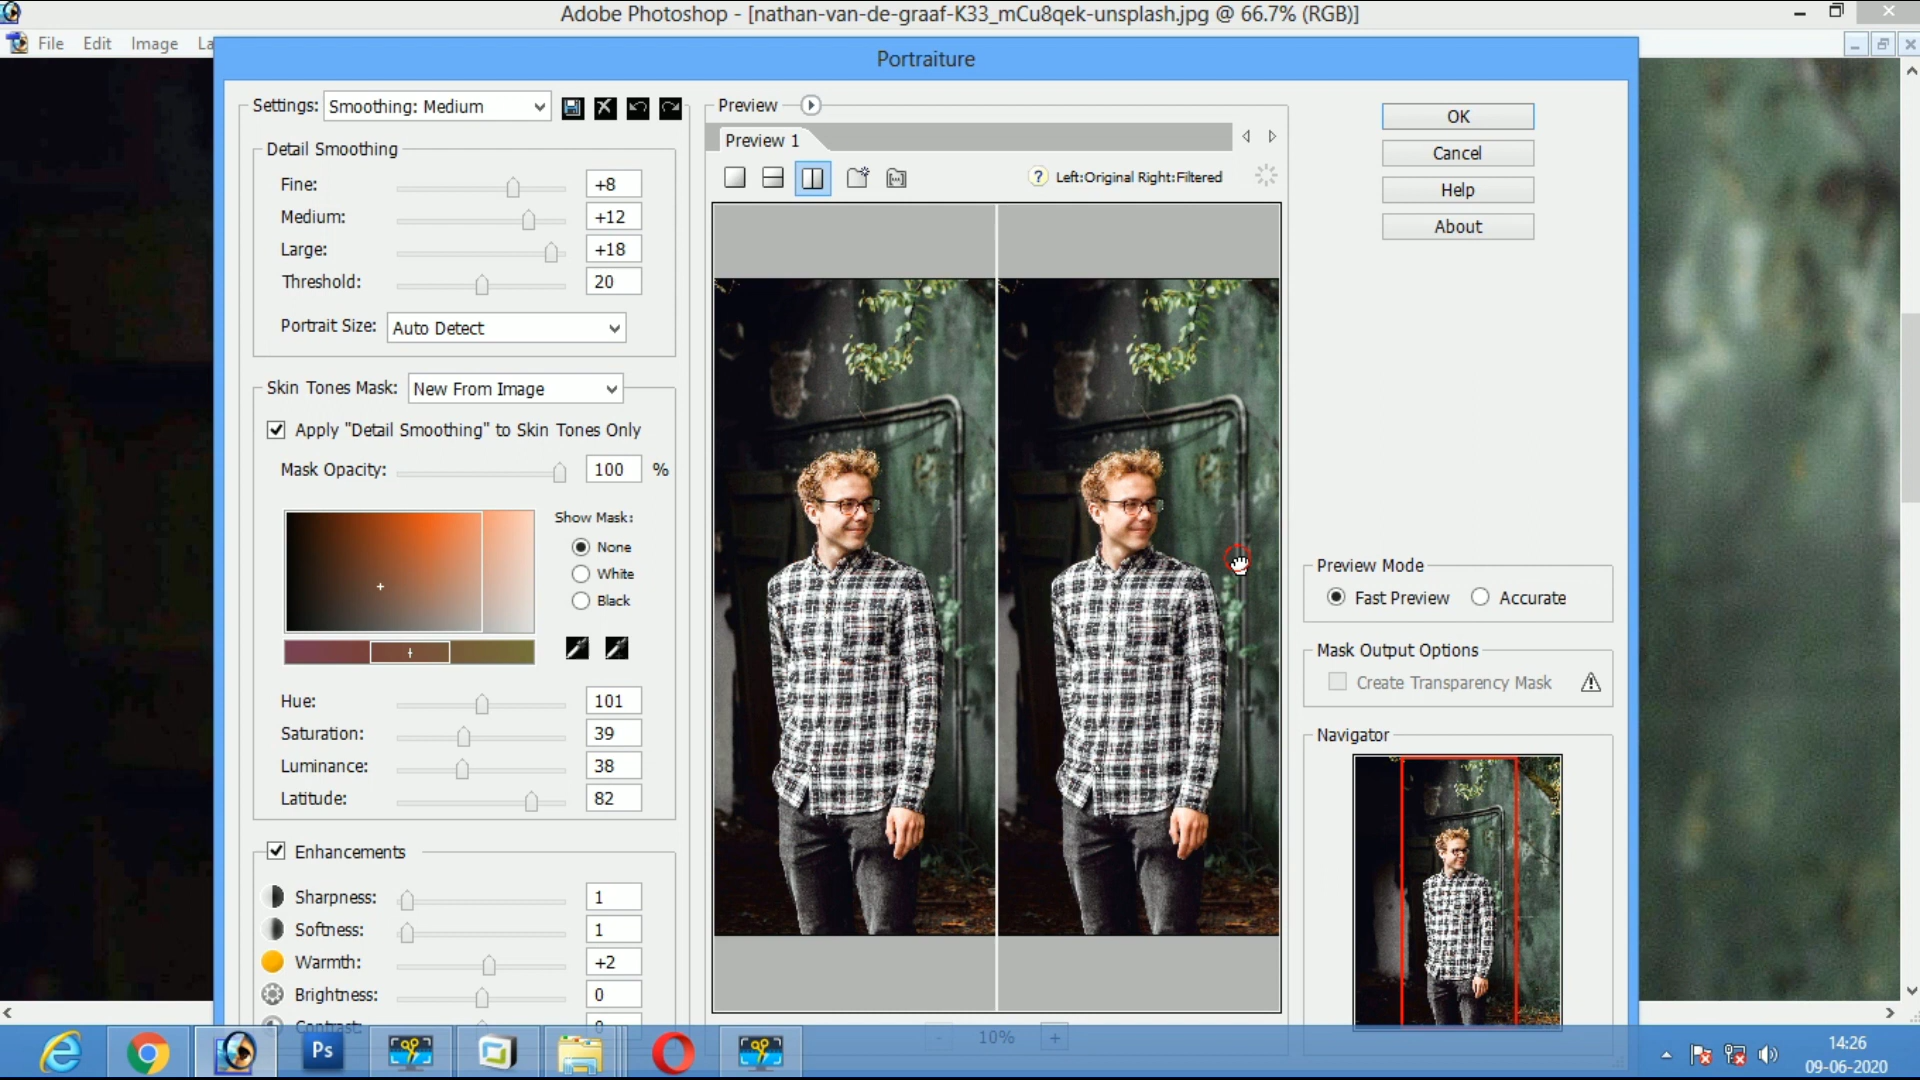 Adobe Photoshop - [nathan-van-de-graaf-K33_mCu8qek-unsplash.jpg @ 66.7% (RGB)]
File Edit Image La
Portraiture
Settings: Smoothing: Medium
Detail Smoothing
Fine: +8
Medium: +12
Large: +18
Threshold: 20
Portrait Size: Auto Detect
Skin Tones Mask: New From Image
Apply "Detail Smoothing" to Skin Tones Only
Mask Opacity: 100 %
Show Mask:
None
White
Black
Hue: 101
Saturation: 39
Luminance: 38
Latitude: 82
Enhancements
Sharpness: 1
Softness: 1
Warmth: +2
Brightness: 0
Contrast: 0
Preview
Preview 1
? Left:Original Right:Filtered
- 10% +
OK
Cancel
Help
About
Preview Mode
Fast Preview Accurate
Mask Output Options
Create Transparency Mask
Navigator
Ps
14:26
09-06-2020